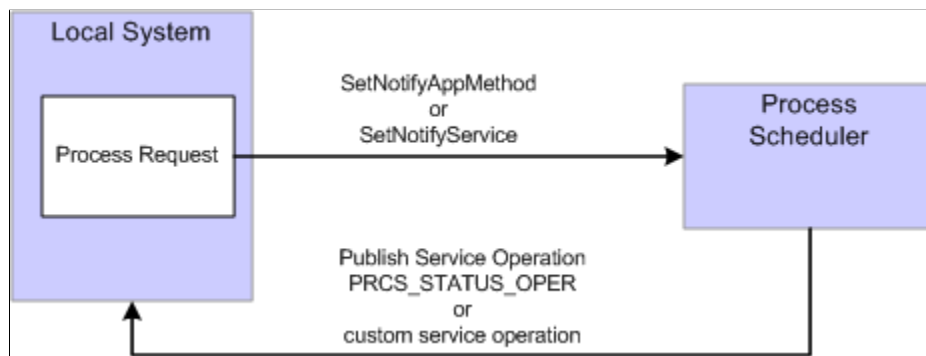 Local System
Process Request
SetNotifyAppMethod
or
SetNotifyService
Process
Scheduler
Publish Service Operation
PRCS_STATUS_OPER
or
custom service operation